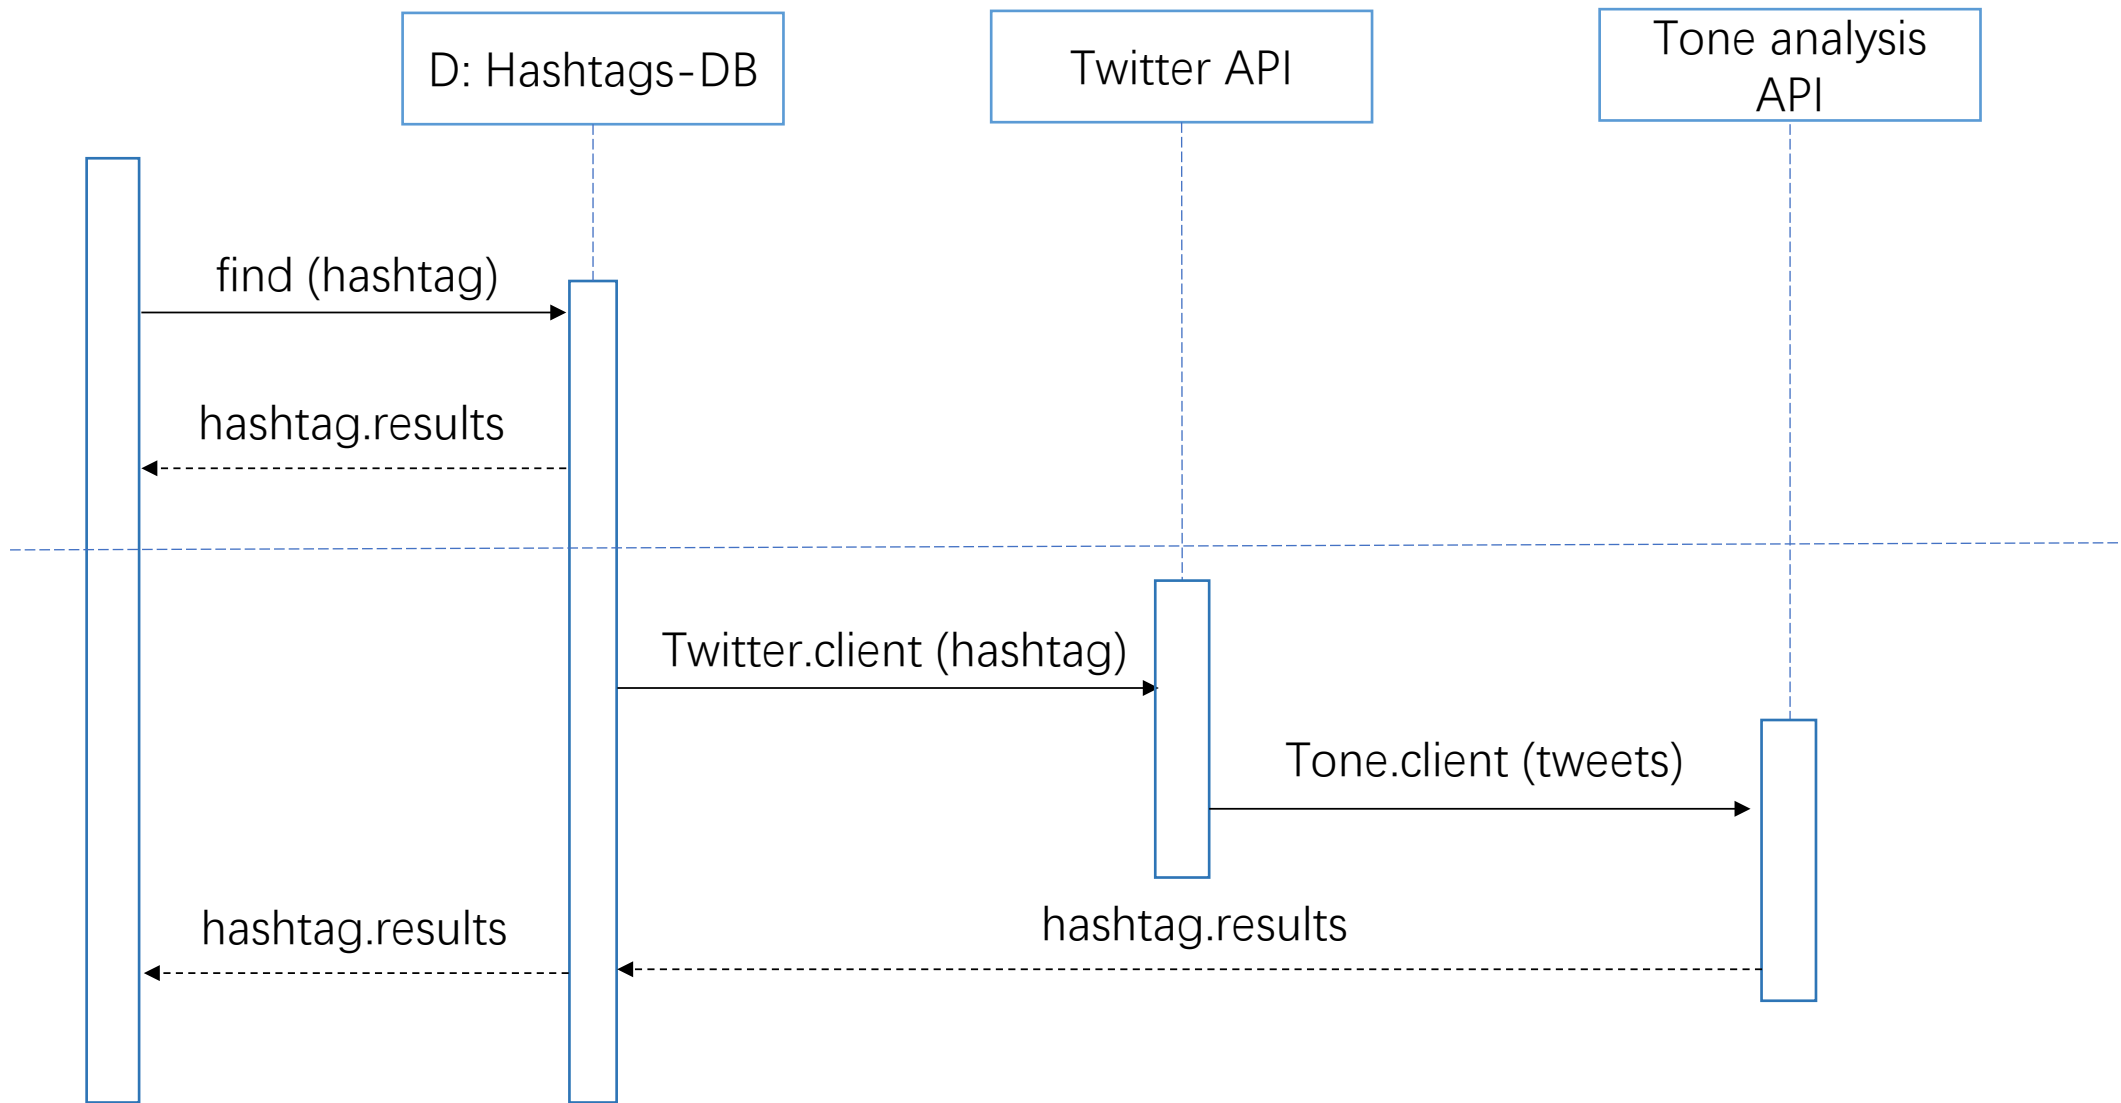 D: Hashtags-DB
Twitter API
Tone analysis
API
find (hashtag)
hashtag.results
Twitter.client (hashtag)
Tone.client (tweets)
hashtag.results
hashtag.results